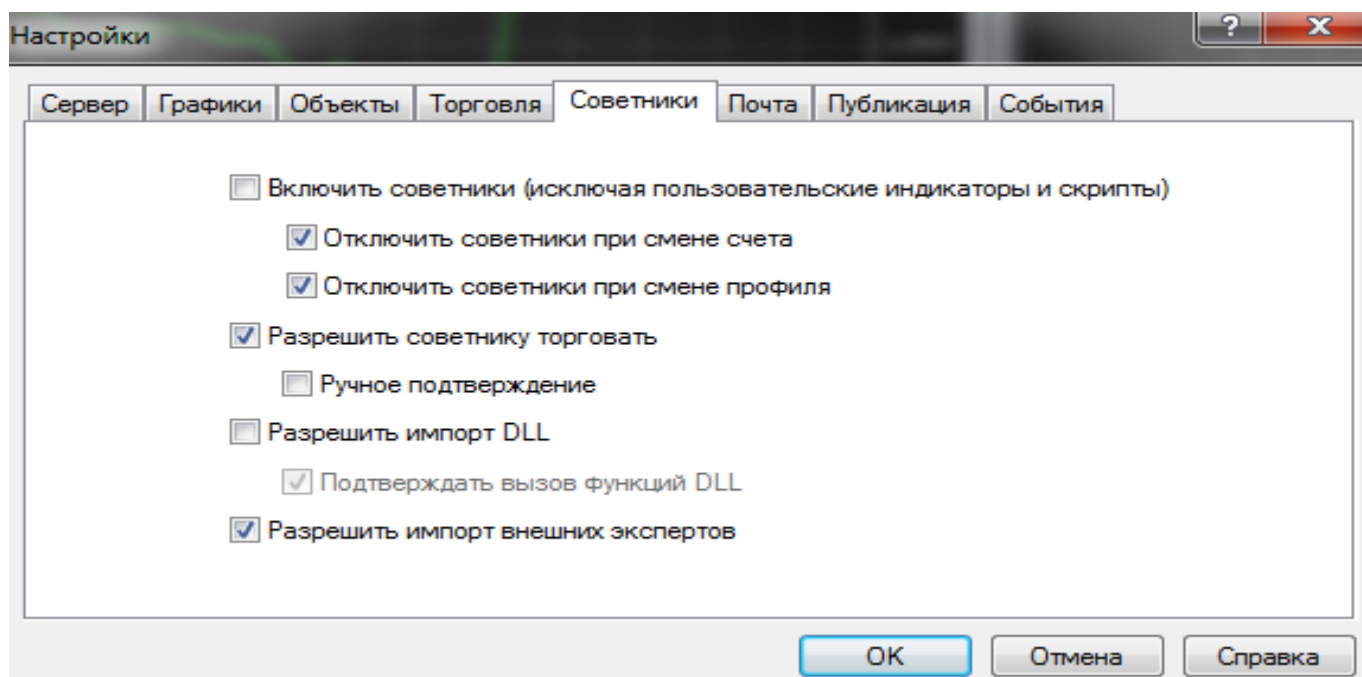 Настройки
?
Сервер Графики Объекты Торговля Советники Почта Публикация События
Включить советники (исключая пользовательские индикаторы и скрипты)
Отключить советники при смене счета
Отключить советники при смене профиля
Разрешить советнику торговать
Ручное подтверждение
Разрешить импорт DLL
Подтверждать вызов функций DLL
Разрешить импорт внешних экспертов
OK Отмена Справка